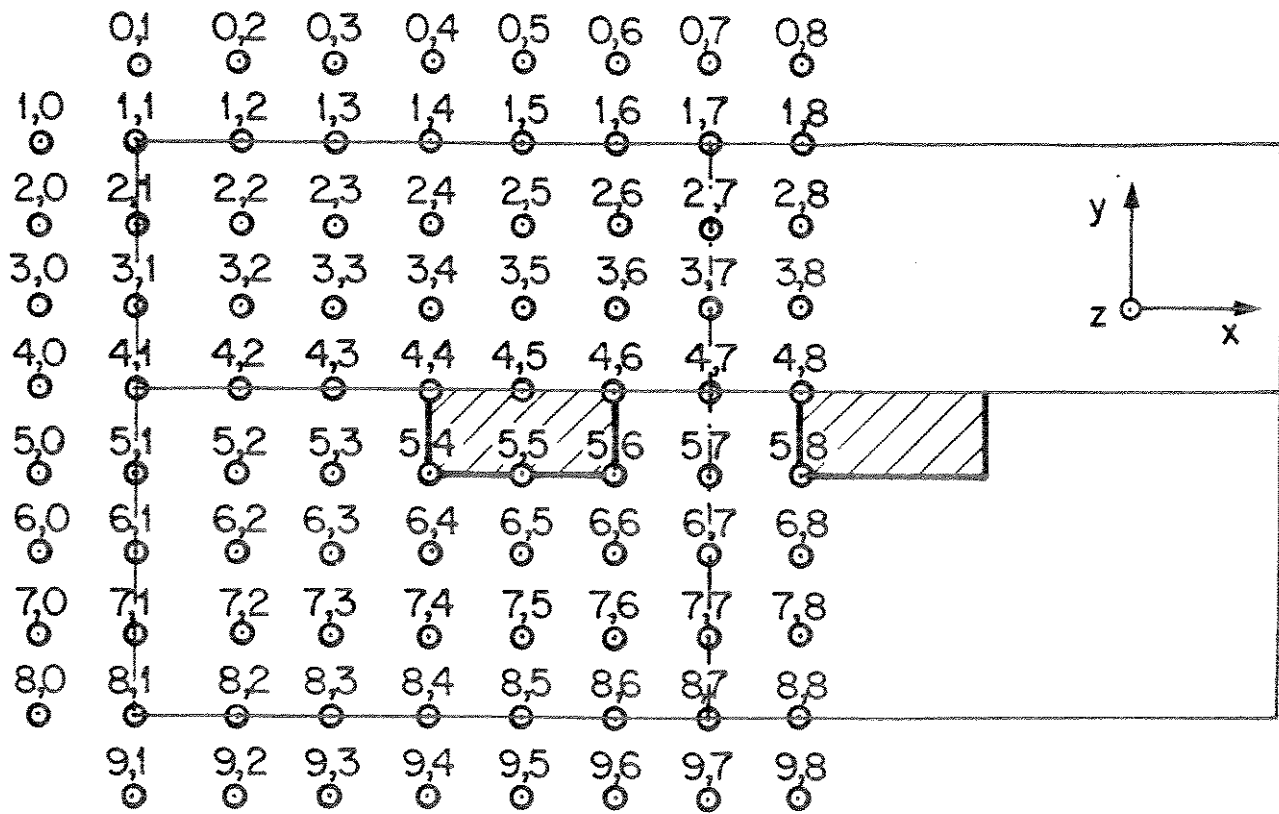 0,1 0,2 0,3 0,4 0,5 0,6 0,7 0,8
1,0 1,1 1,2 1,3 1,4 1,5 1,6 1,7 1,8
2,0 2,1 2,2 2,3 2,4 2,5 2,6 2,7 2,8
y
3,0 3,1 3,2 3,3 3,4 3,5 3,6 3,7 3,8
z x
4,0 4,1 4,2 4,3 4,4 4,5 4,6 4,7 4,8
5,0 5,1 5,2 5,3 5,4 5,5 5,6 5,7 5,8
6,0 6,1 6,2 6,3 6,4 6,5 6,6 6,7 6,8
7,0 7,1 7,2 7,3 7,4 7,5 7,6 7,7 7,8
8,0 8,1 8,2 8,3 8,4 8,5 8,6 8,7 8,8
9,1 9,2 9,3 9,4 9,5 9,6 9,7 9,8